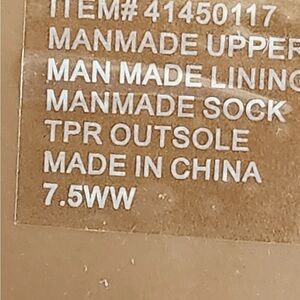 ITEM# 41450117
MANMADE UPPER
MAN MADE LINING
MANMADE SOCK
TPR OUTSOLE
MADE IN CHINA
7.5WW